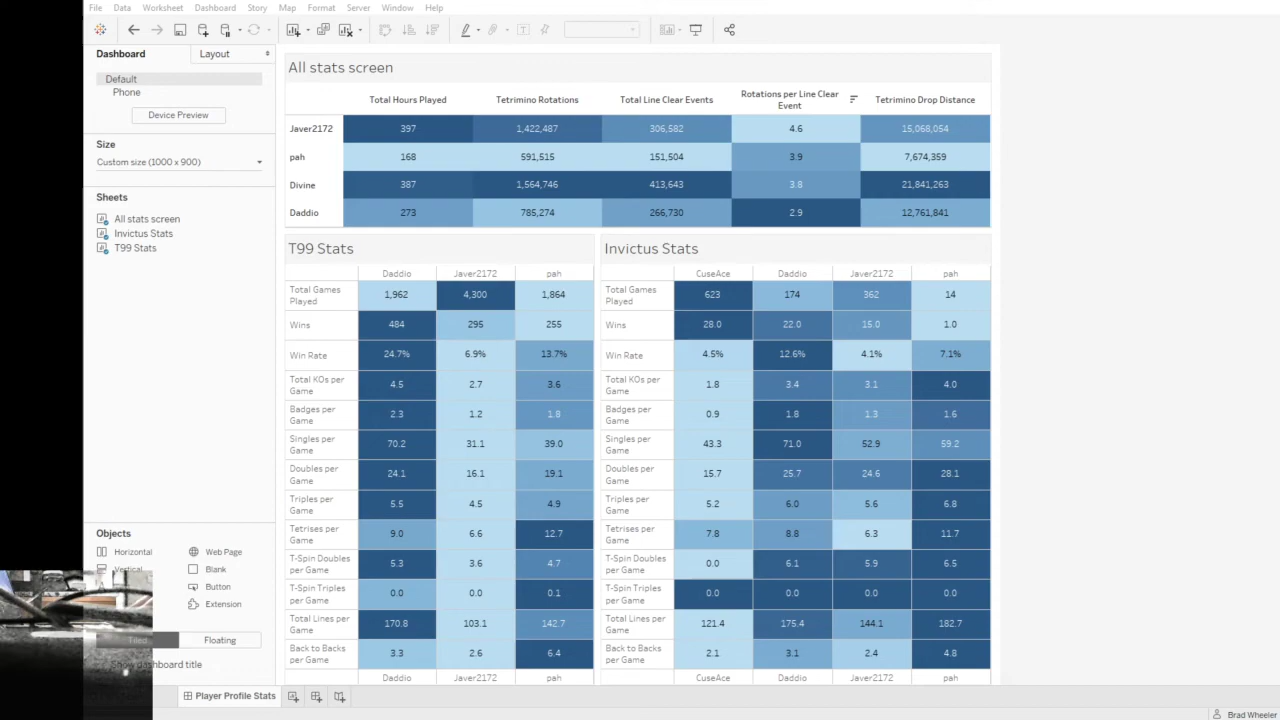 File Data Worksheet Dashboard Story Map Format Server Window Help
Dashboard Layout
Default
Phone
Device Preview
Size
Custom size (1000 x 900)
Sheets
All stats screen
Invictus Stats
T99 Stats
Objects
Horizontal Web Page
Vertical Blank
Button
Extension
Tiled Floating
Show dashboard title
All stats screen
Total Hours Played Tetrimino Rotations Total Line Clear Events Rotations per Line Clear Event Tetrimino Drop Distance
Javer2172 397 1,422,487 306,582 4.6 15,068,054
pah 168 591,515 151,504 3.9 7,674,359
Divine 387 1,564,746 413,643 3.8 21,841,263
Daddio 273 785,274 266,730 2.9 12,761,841
T99 Stats
Daddio Javer2172 pah
Total Games Played 1,962 4,300 1,864
Wins 484 295 255
Win Rate 24.7% 6.9% 13.7%
Total KOs per Game 4.5 2.7 3.6
Badges per Game 2.3 1.2 1.8
Singles per Game 70.2 31.1 39.0
Doubles per Game 24.1 16.1 19.1
Triples per Game 5.5 4.5 4.9
Tetrises per Game 9.0 6.6 12.7
T-Spin Doubles per Game 5.3 3.6 4.7
T-Spin Triples per Game 0.0 0.0 0.1
Total Lines per Game 170.8 103.1 142.7
Back to Backs per Game 3.3 2.6 6.4
Daddio Javer2172 pah
Invictus Stats
CuseAce Daddio Javer2172 pah
Total Games Played 623 174 362 14
Wins 28.0 22.0 15.0 1.0
Win Rate 4.5% 12.6% 4.1% 7.1%
Total KOs per Game 1.8 3.4 3.1 4.0
Badges per Game 0.9 1.8 1.3 1.6
Singles per Game 43.3 71.0 52.9 59.2
Doubles per Game 15.7 25.7 24.6 28.1
Triples per Game 5.2 6.0 5.6 6.8
Tetrises per Game 7.8 8.8 6.3 11.7
T-Spin Doubles per Game 0.0 6.1 5.9 6.5
T-Spin Triples per Game 0.0 0.0 0.0 0.0
Total Lines per Game 121.4 175.4 144.1 182.7
Back to Backs per Game 2.1 3.1 2.4 4.8
CuseAce Daddio Javer2172 pah
Player Profile Stats
Brad Wheeler